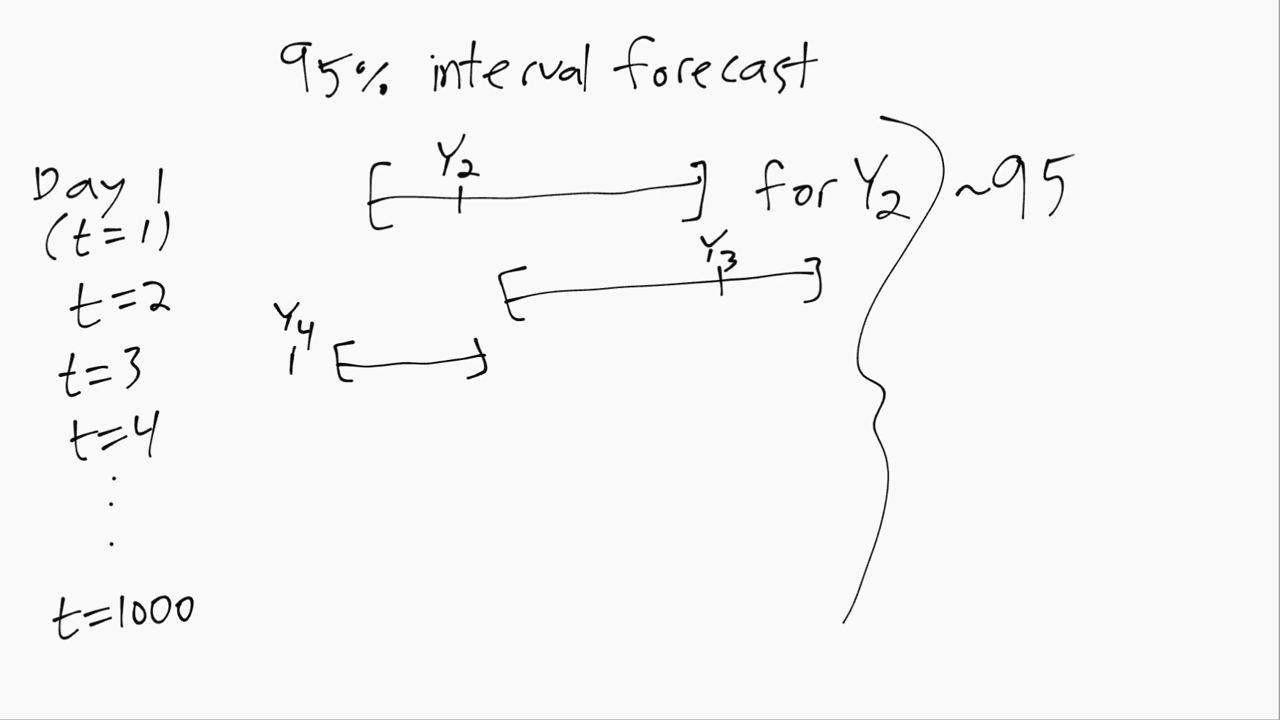 95% interval forecast
Day 1
(t=1)
Y2
for Y2
~95
t=2
Y3
t=3
Y4
t=4
t=1000